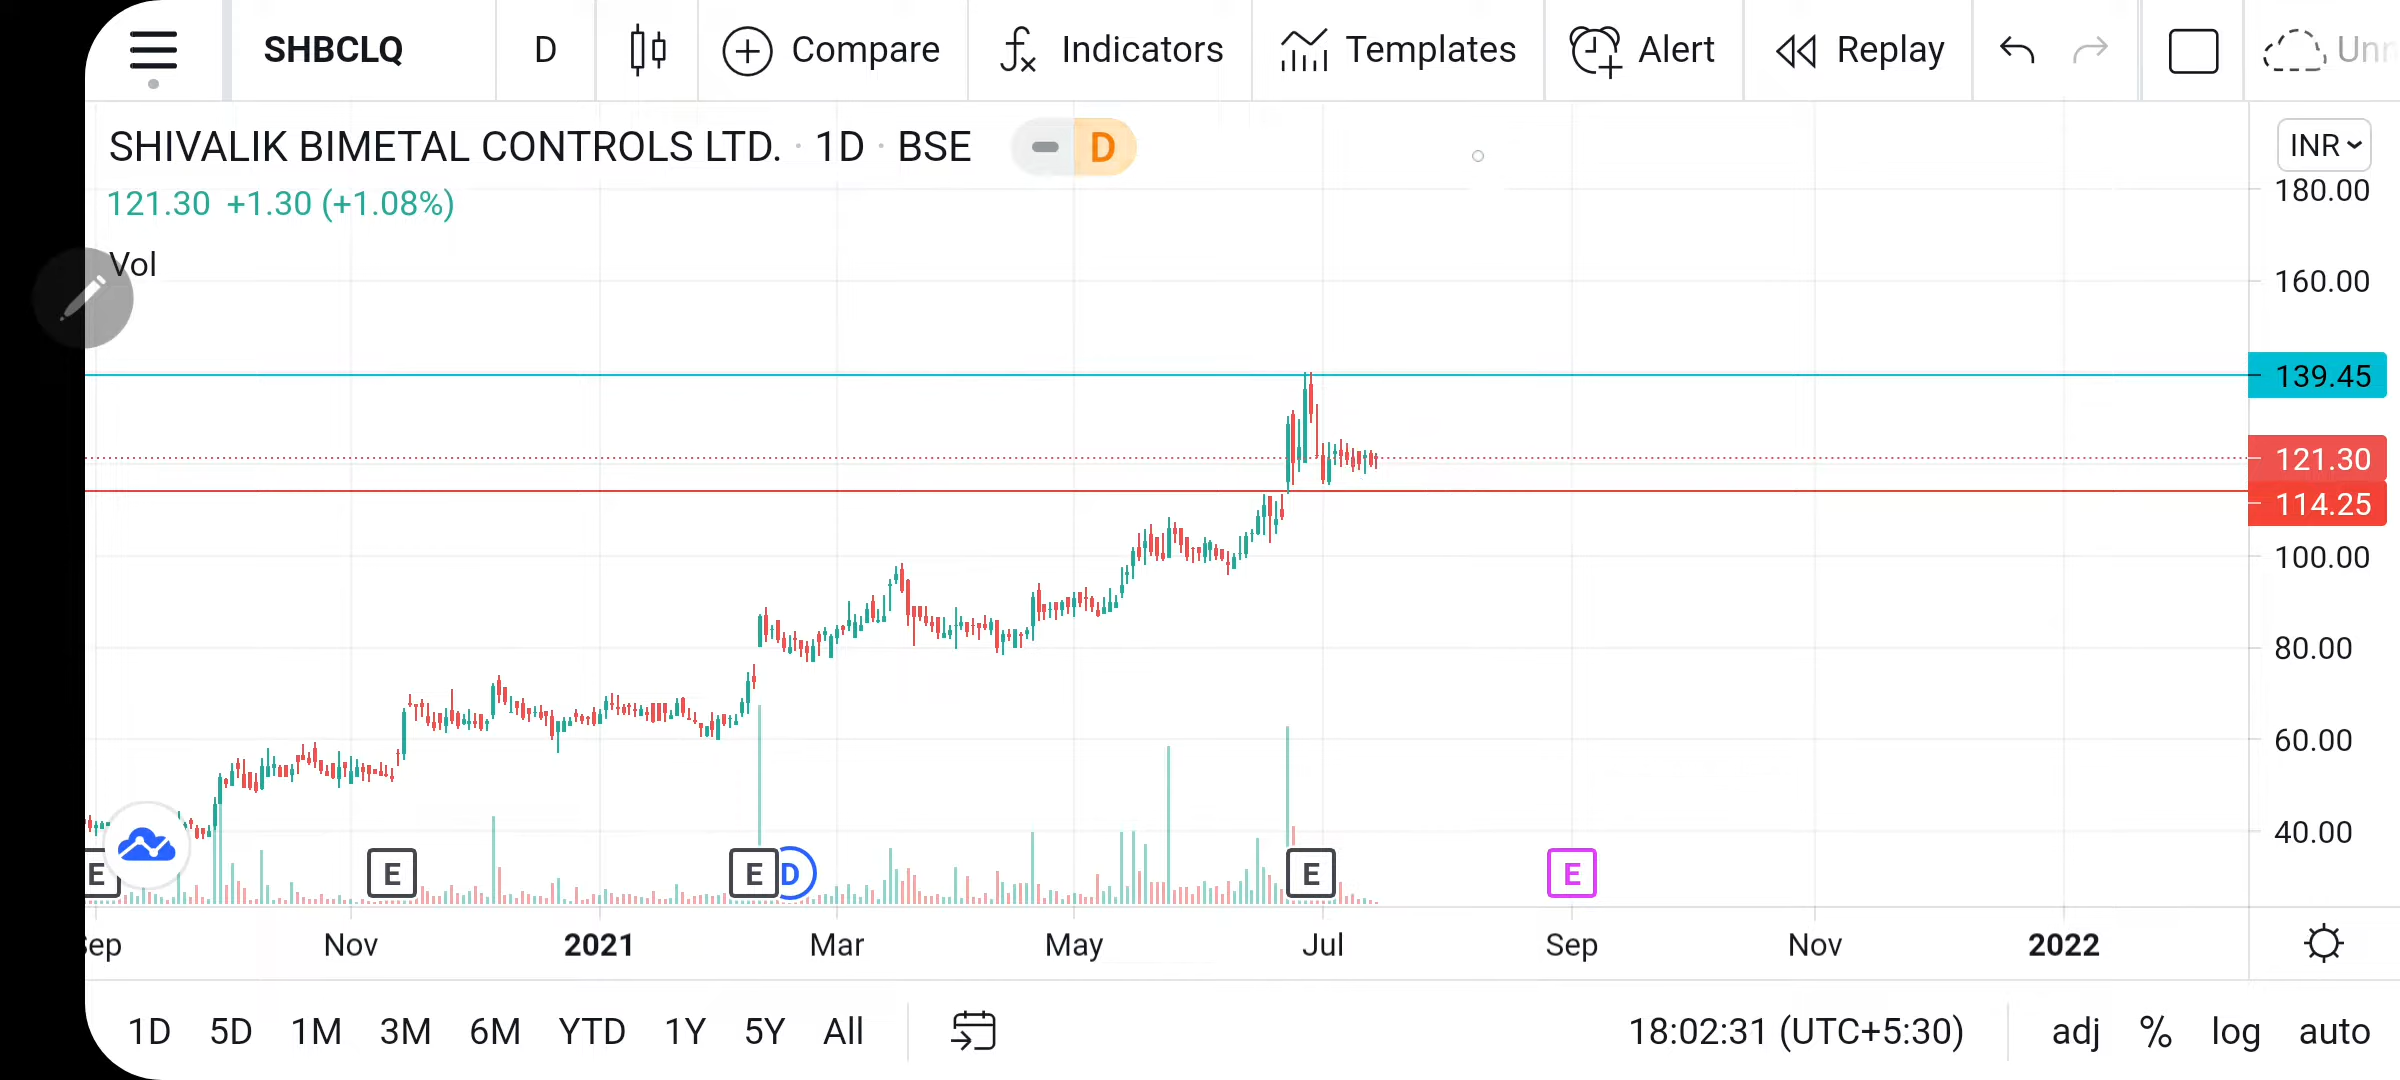 SHBCLQ D Compare Indicators Templates Alert Replay
SHIVALIK BIMETAL CONTROLS LTD. · 1D · BSE D INR
121.30 +1.30 (+1.08%)
Vol
180.00
160.00
139.45
121.30
114.25
100.00
80.00
60.00
40.00
E E E D E E
Nov 2021 Mar May Jul Sep Nov 2022
1D 5D 1M 3M 6M YTD 1Y 5Y All 18:02:31 (UTC+5:30) adj % log auto